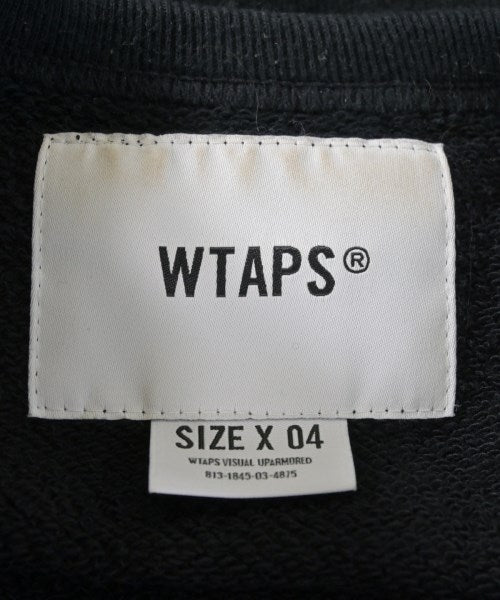 WTAPS®
SIZE X 04
WTAPS VISUAL UPARMORED
813-1845-03-4875